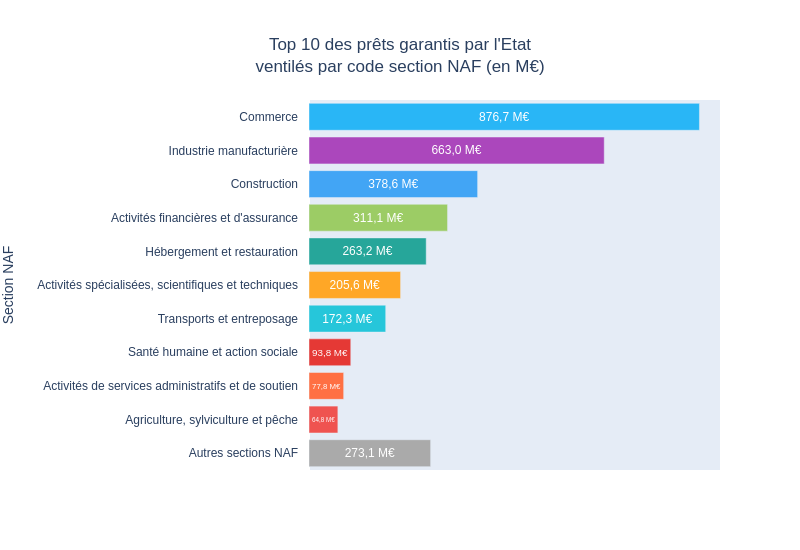 Top 10 des prêts garantis par l'Etat
ventilés par code section NAF (en M€)
Section NAF
Commerce 876,7 M€
Industrie manufacturière 663,0 M€
Construction 378,6 M€
Activités financières et d'assurance 311,1 M€
Hébergement et restauration 263,2 M€
Activités spécialisées, scientifiques et techniques 205,6 M€
Transports et entreposage 172,3 M€
Santé humaine et action sociale 93,8 M€
Activités de services administratifs et de soutien 77,8 M€
Agriculture, sylviculture et pêche 64,8 M€
Autres sections NAF 273,1 M€